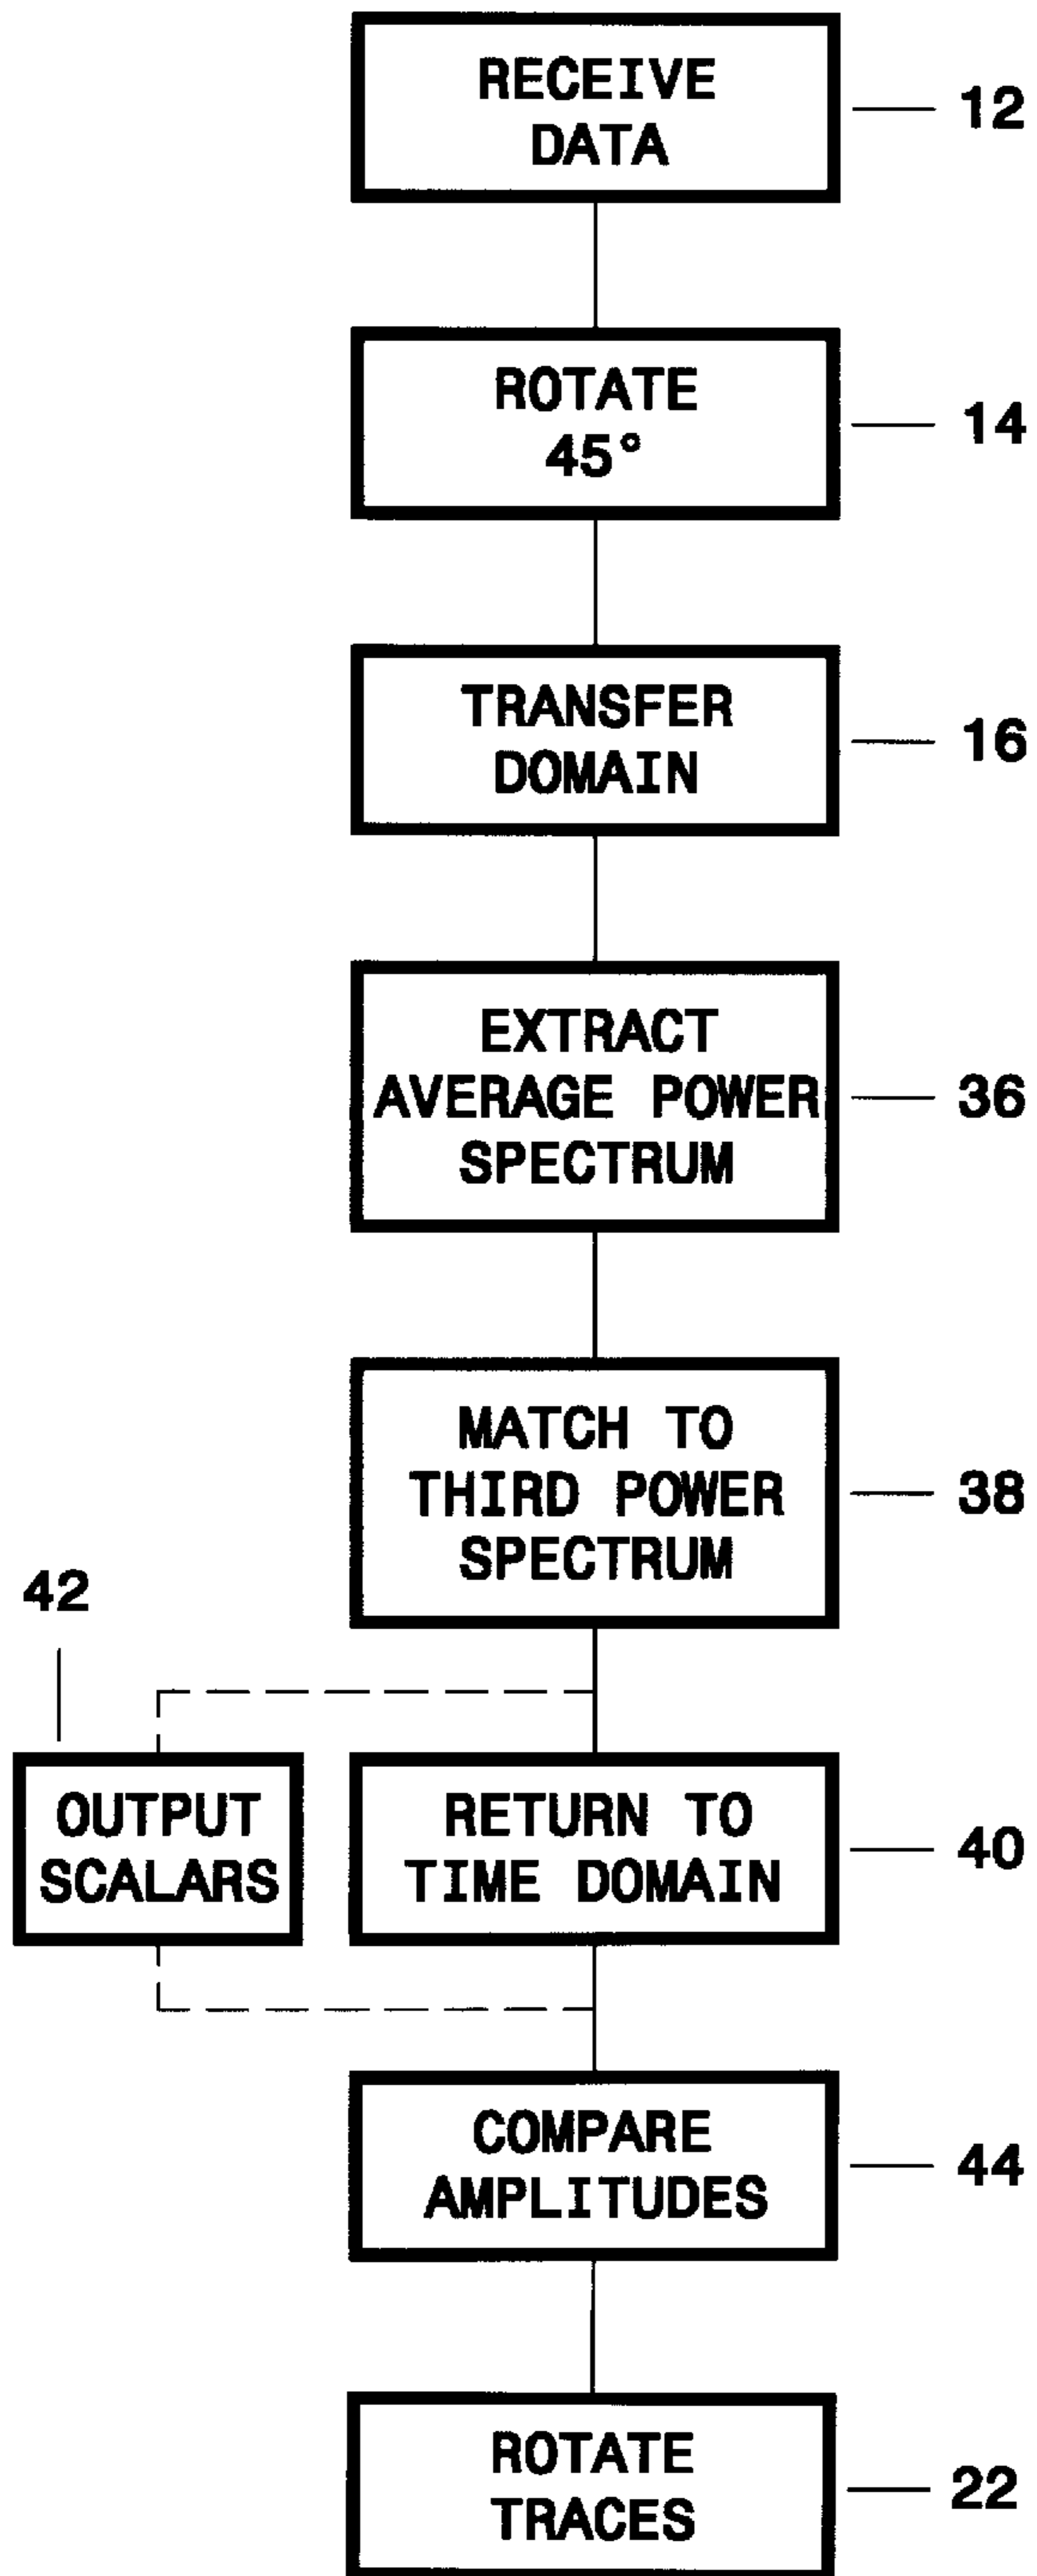 RECEIVE
DATA
12
ROTATE
45°
14
TRANSFER
DOMAIN
16
EXTRACT
AVERAGE POWER
SPECTRUM
36
MATCH TO
THIRD POWER
SPECTRUM
38
42
OUTPUT
SCALARS
RETURN TO
TIME DOMAIN
40
COMPARE
AMPLITUDES
44
ROTATE
TRACES
22